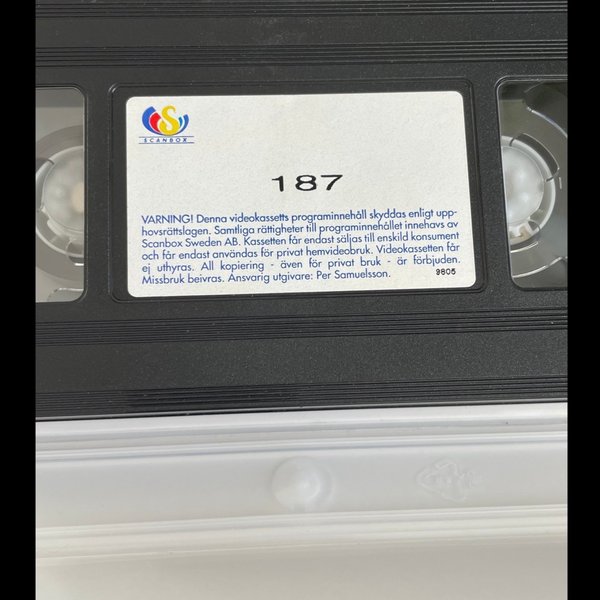 S
SCANBOX
187
VARNING! Denna videokassetts programinnehåll skyddas enligt upp-
hovsrättslagen. Samtliga rättigheter till programinnehållet innehavs av
Scanbox Sweden AB. Kassetten får endast säljas till enskild konsument
och får endast användas för privat hemvideobruk. Videokassetten får
ej uthyras. All kopiering - även för privat bruk - är förbjuden.
Missbruk beivras. Ansvarig utgivare: Per Samuelsson.
9805